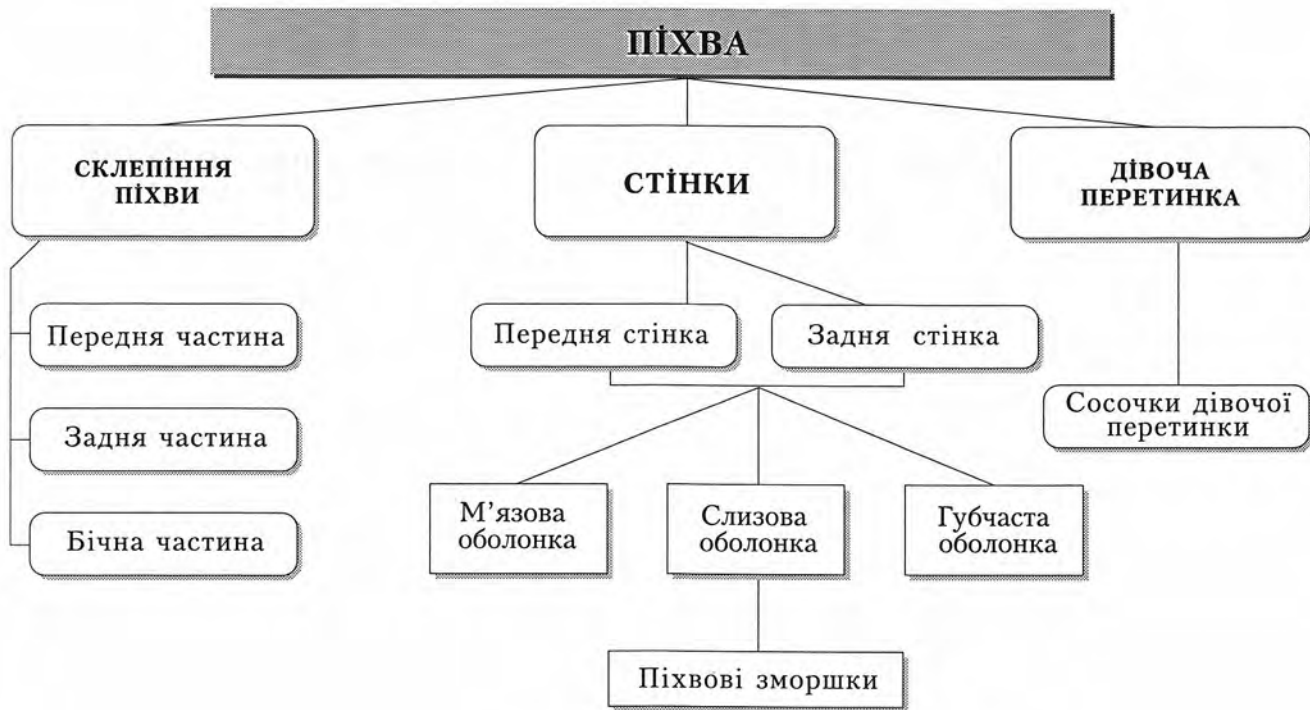 ПІХВА
СКЛЕПІННЯ
ПІХВИ
СТІНКИ
ДІВОЧА
ПЕРЕТИНКА
Передня частина
Задня частина
Бічна частина
Передня стінка
Задня стінка
Сосочки дівочої
перетинки
М’язова
оболонка
Слизова
оболонка
Губчаста
оболонка
Піхвові зморшки